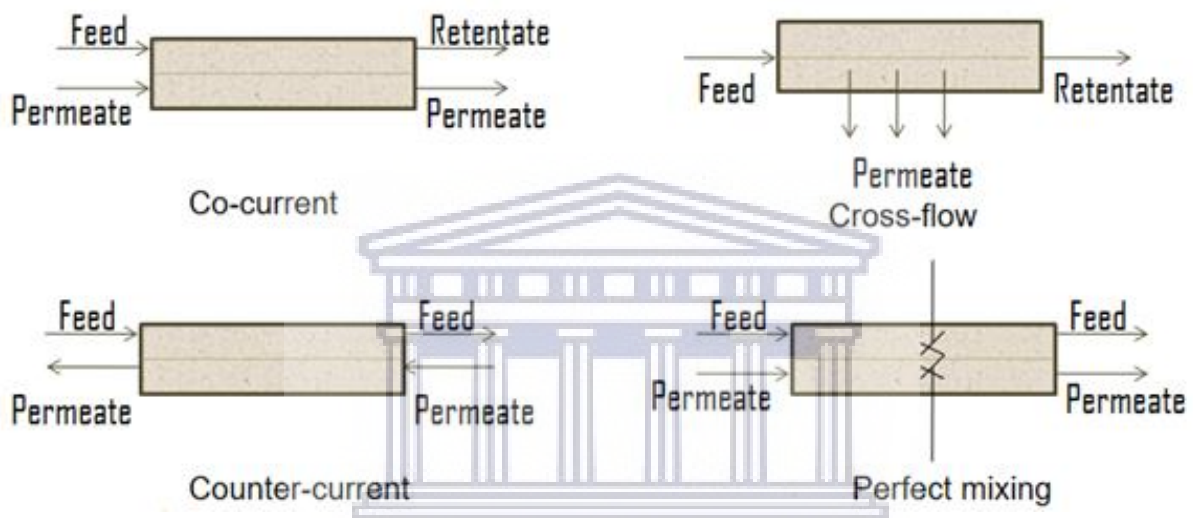 Feed
Retentate
Permeate
Permeate
Co-current
Feed
Retentate
Permeate
Cross-flow
Feed
Feed
Permeate
Permeate
Counter-current
Feed
Feed
Permeate
Permeate
Perfect mixing